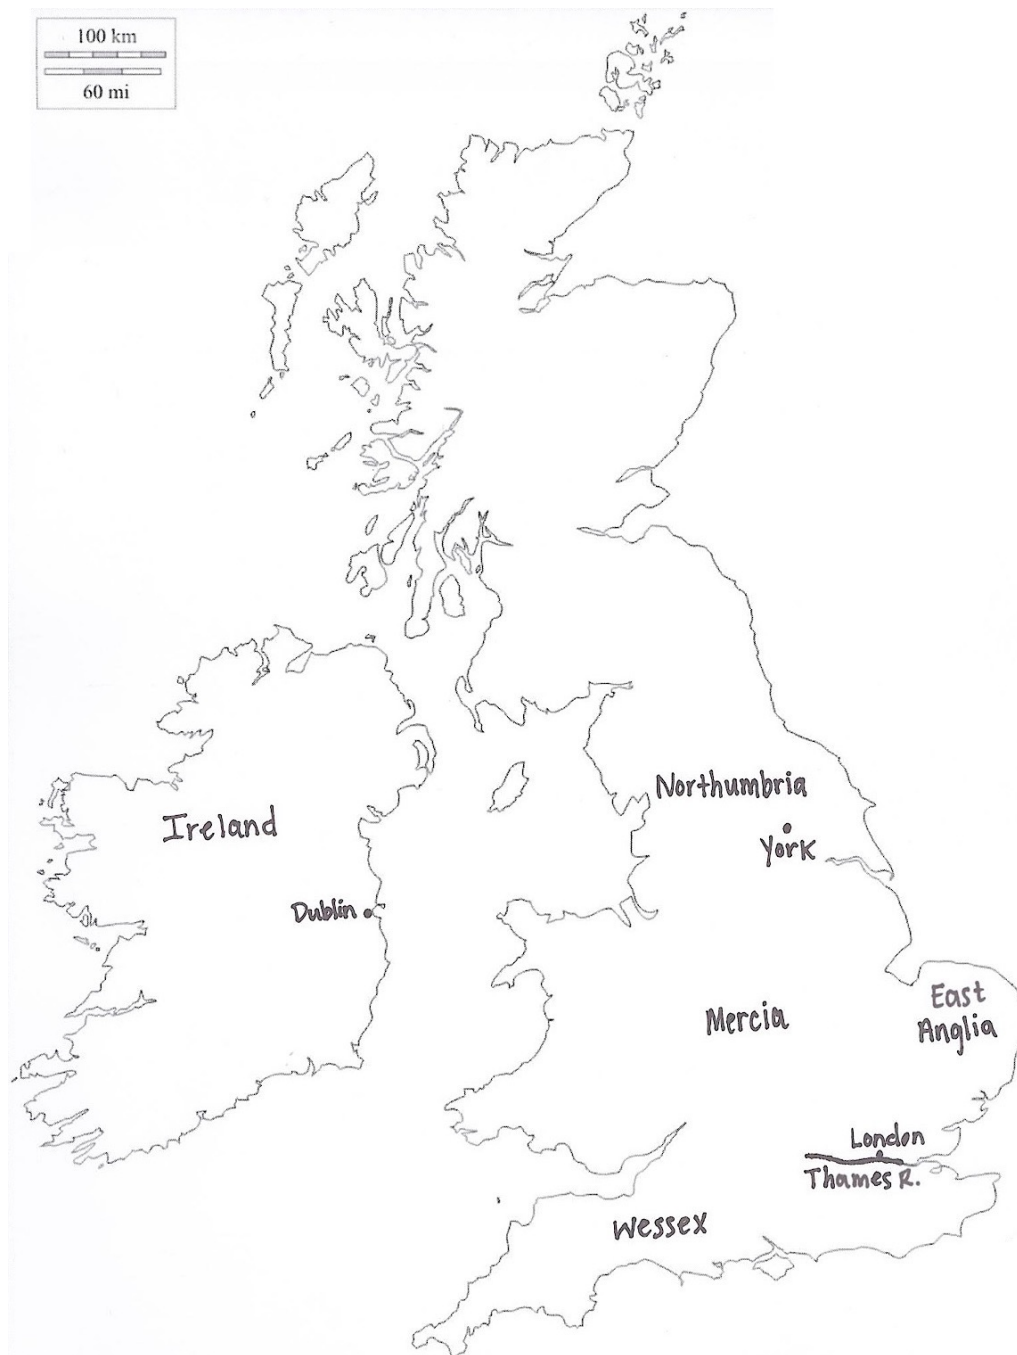 100 km
60 mi
Northumbria
York
Ireland
Dublin
East
Anglia
Mercia
London
Thames R.
Wessex